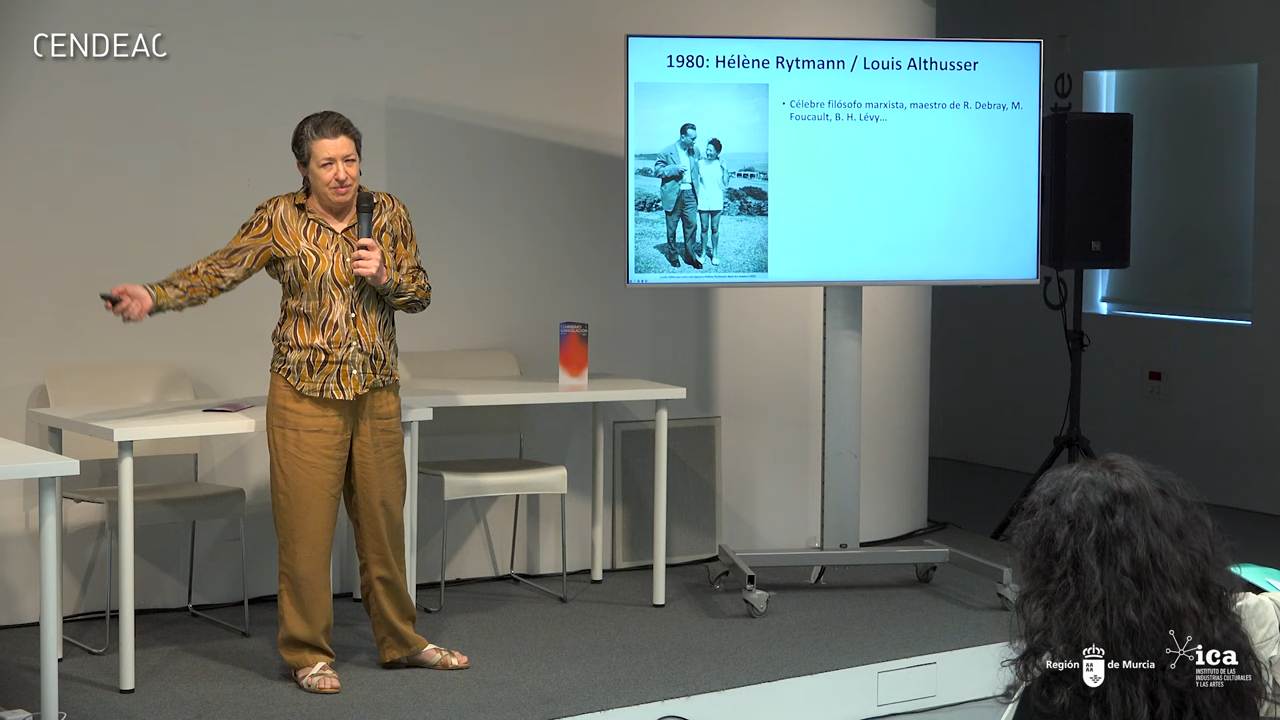 CENDEAC
1980: Hélène Rytmann / Louis Althusser
• Célebre filósofo marxista, maestro de R. Debray, M.
Foucault, B. H. Lévy...
Región de Murcia
ica
INSTITUTO DE LAS
INDUSTRIAS CULTURALES
Y LAS ARTES